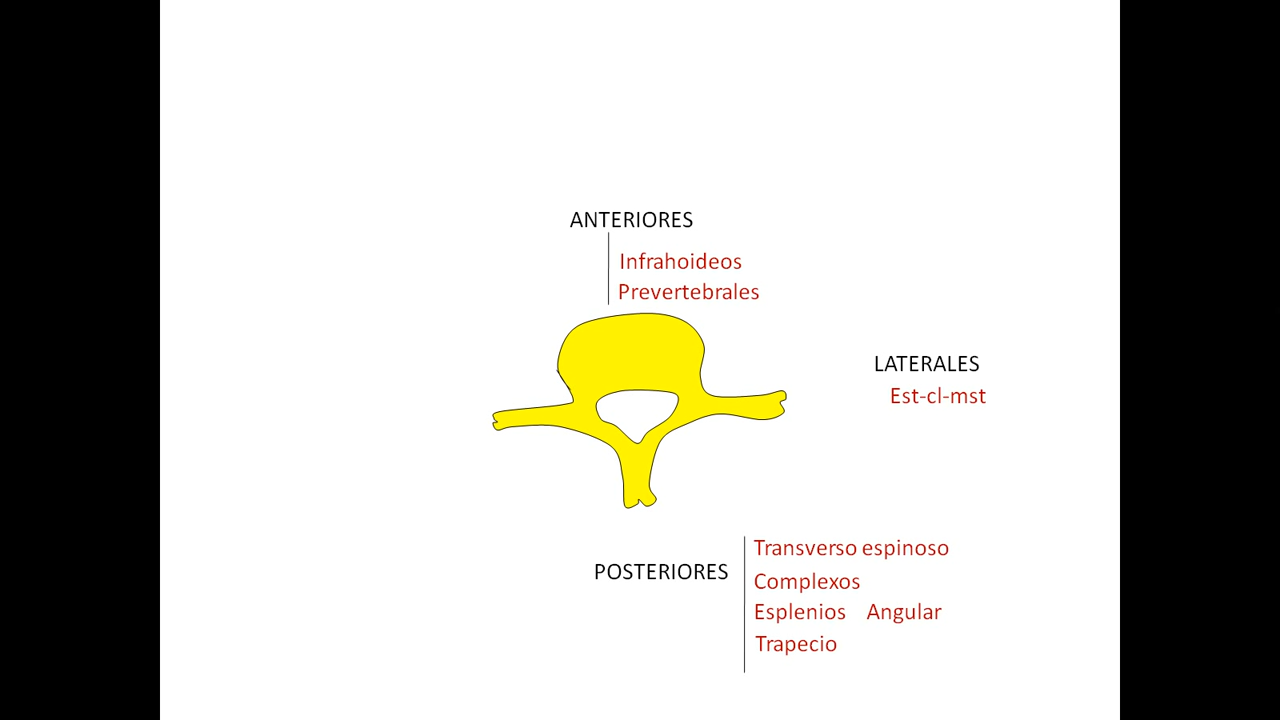 ANTERIORES
Infrahoideos
Prevertebrales
LATERALES
Est-cl-mst
POSTERIORES
Transverso espinoso
Complexos
Esplenios Angular
Trapecio